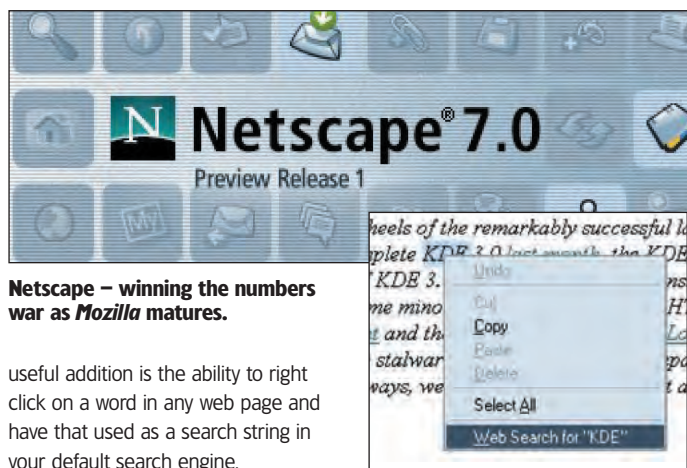 Netscape® 7.0
Preview Release 1
My
Netscape – winning the numbers
war as Mozilla matures.
useful addition is the ability to right
click on a word in any web page and
have that used as a search string in
your default search engine.
heels of the remarkably successful
plete KDE 3.0 last month, the KDE
KDE 3.
me mino
and th
stalwar
ways, we
Undo
Cut
Copy
Paste
Delete
Select All
Web Search for "KDE"